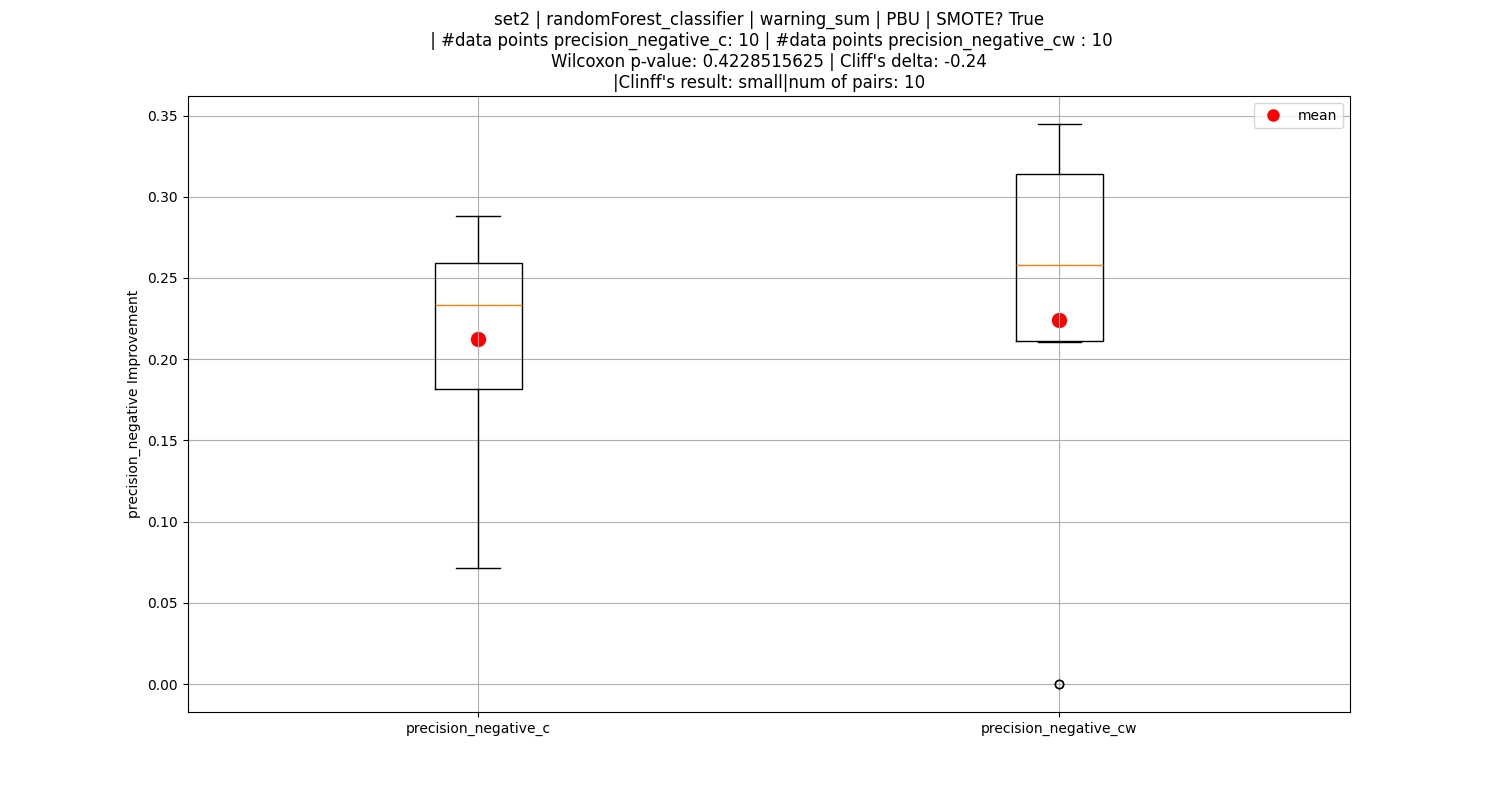 set2 | randomForest_classifier | warning_sum | PBU | SMOTE? True
| #data points precision_negative_c: 10 | #data points precision_negative_cw : 10
Wilcoxon p-value: 0.4228515625 | Cliff's delta: -0.24
|Clinff's result: small|num of pairs: 10
mean
0.35
0.30
0.25
0.20
0.15
0.10
0.05
0.00
precision_negative Improvement
precision_negative_c
precision_negative_cw